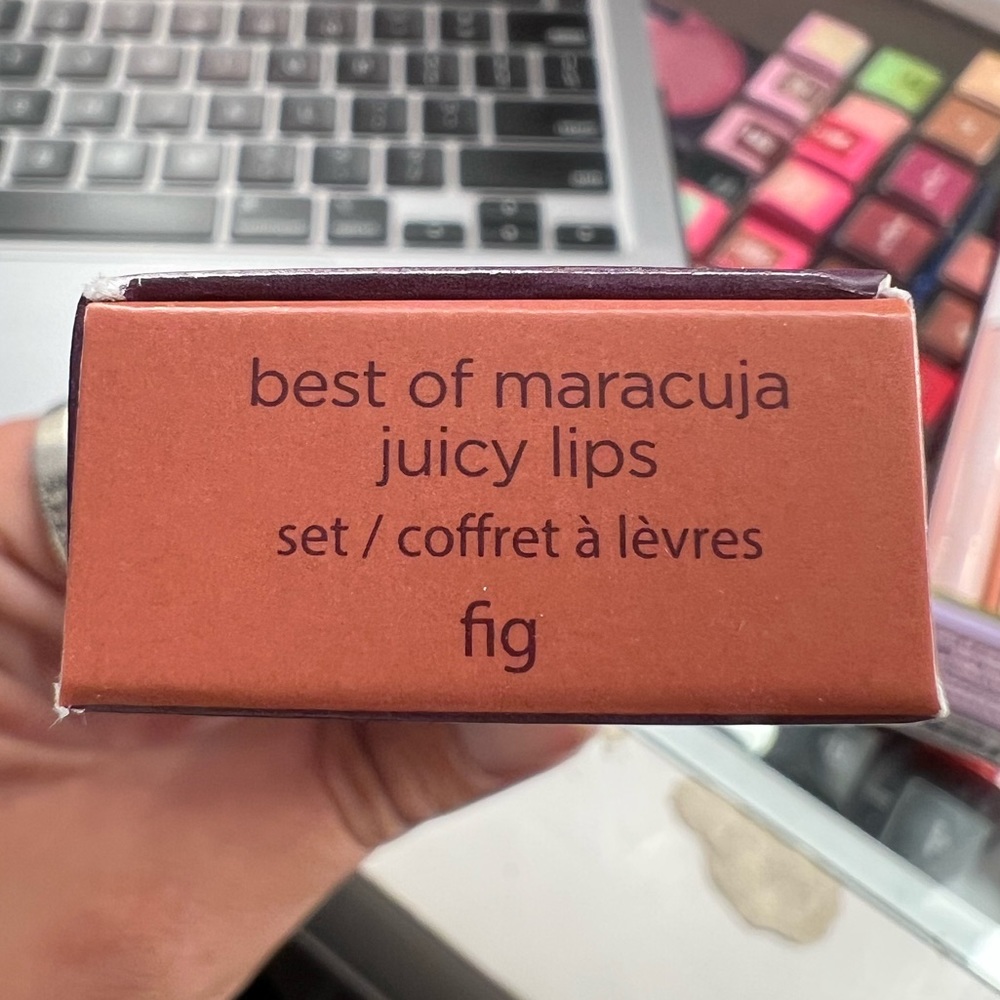 best of maracuja
juicy lips
set / coffret à lèvres
fig